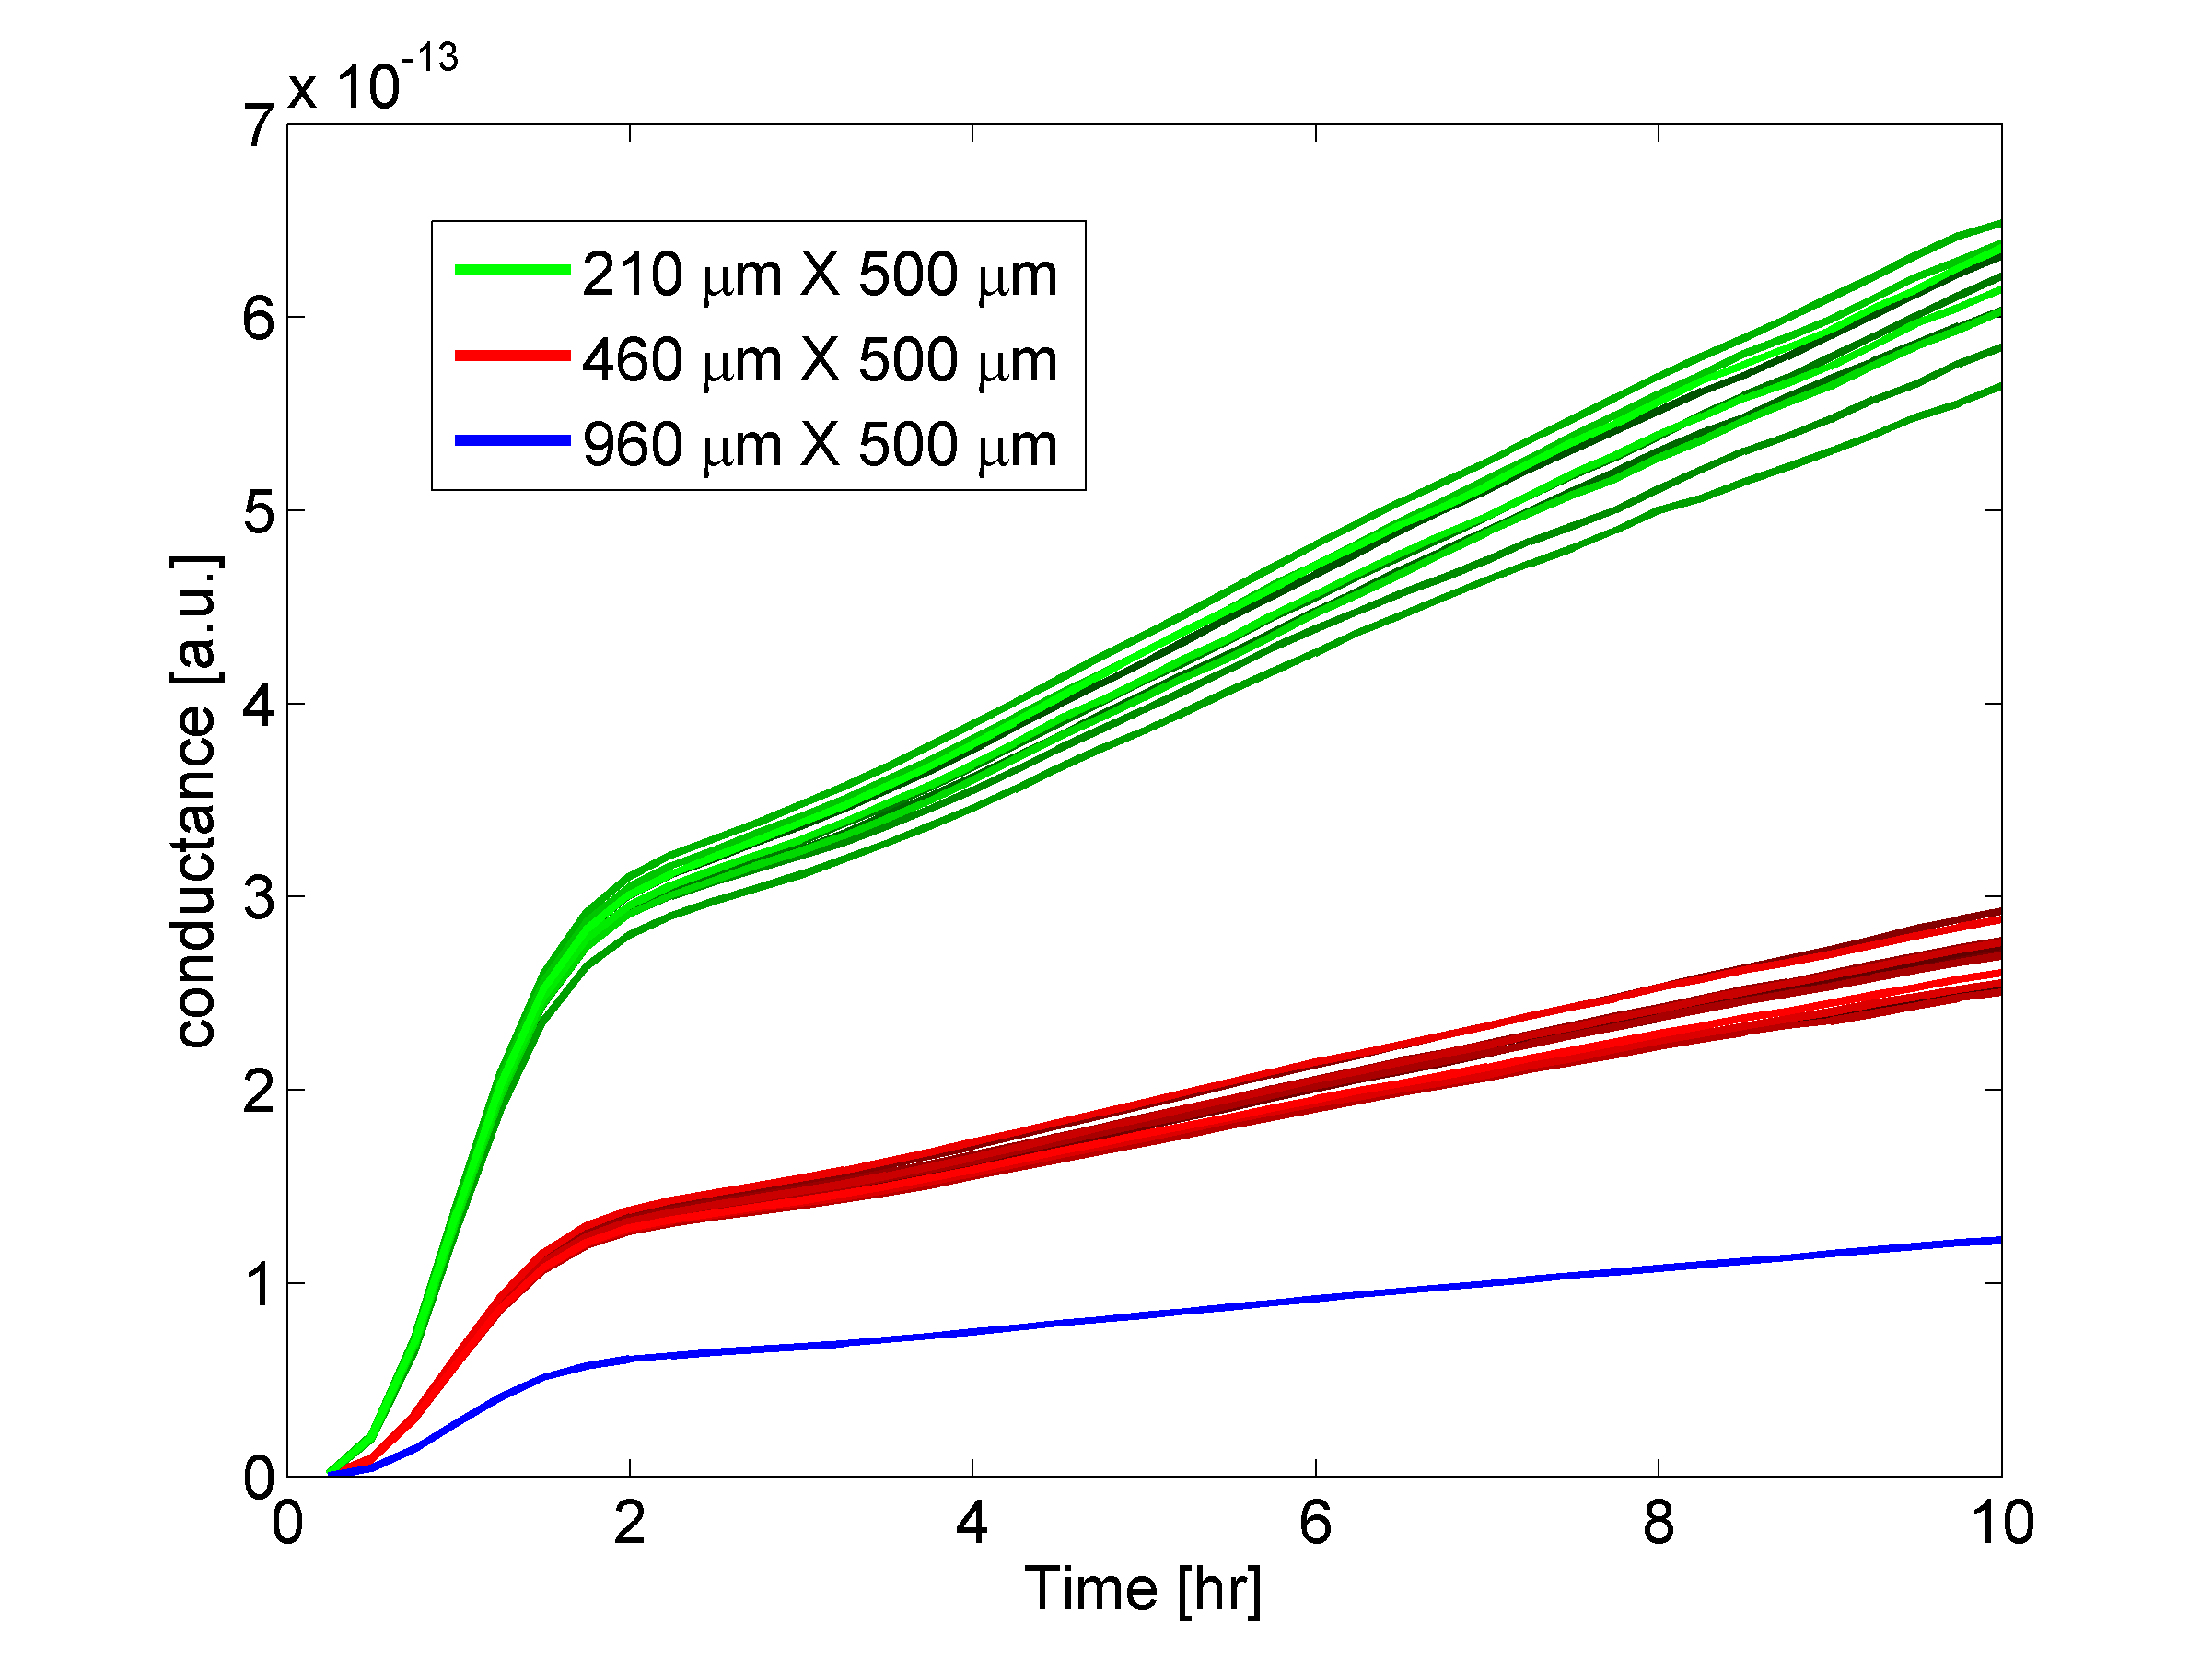 x 10-13
7
6
5
4
3
2
1
0
conductance [a.u.]
210 μm X 500 μm
460 μm X 500 μm
960 μm X 500 μm
0 2 4 6 8 10
Time [hr]